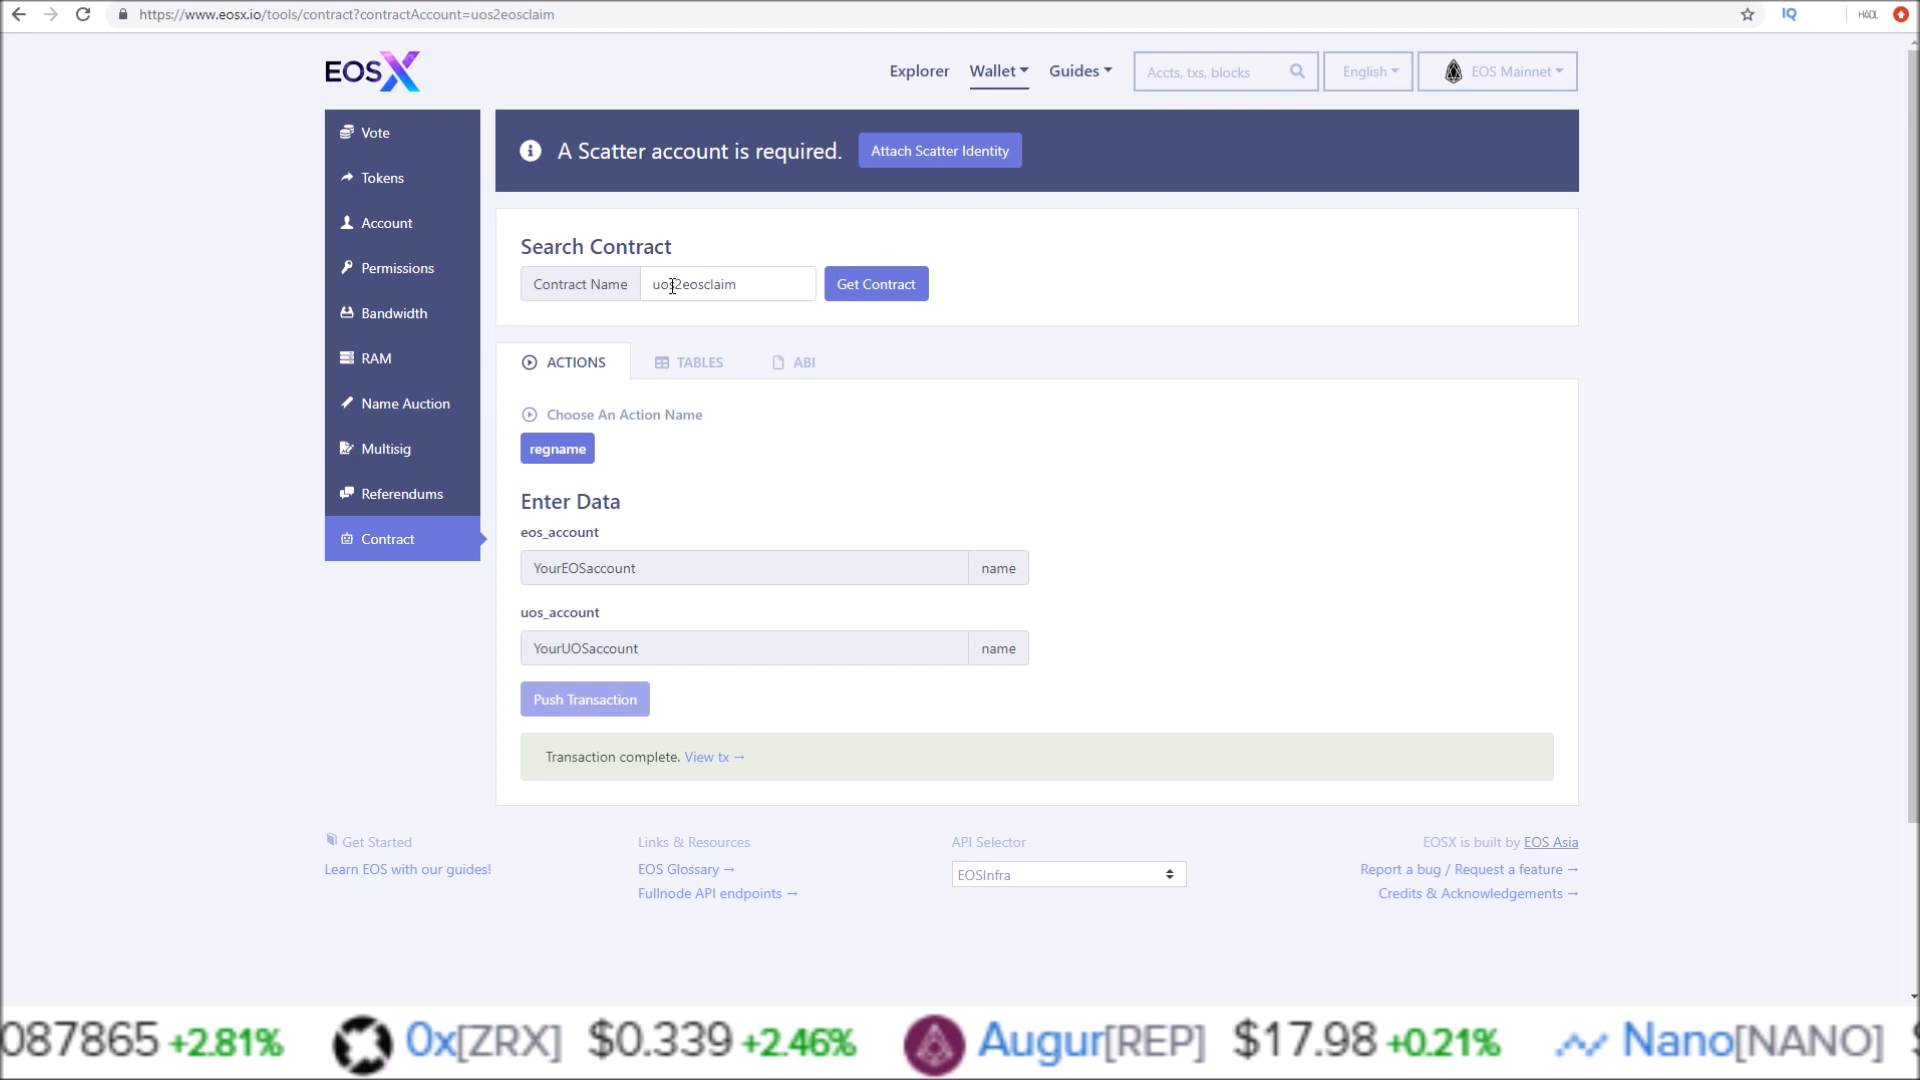 https://www.eosx.io/tools/contract?contractAccount=uos2eosclaim
IQ
HODL
EOSX
Explorer
Wallet
Guides
Accts, txs, blocks
English
EOS Mainnet
Vote
Tokens
Account
Permissions
Bandwidth
RAM
Name Auction
Multisig
Referendums
Contract
A Scatter account is required.
Attach Scatter Identity
Search Contract
Contract Name
uos2eosclaim
Get Contract
ACTIONS
TABLES
ABI
Choose An Action Name
regname
Enter Data
eos_account
YourEOSaccount
name
uos_account
YourUOSaccount
name
Push Transaction
Transaction complete. View tx →
Get Started
Learn EOS with our guides!
Links & Resources
EOS Glossary →
Fullnode API endpoints →
API Selector
EOSInfra
EOSX is built by EOS Asia
Report a bug / Request a feature →
Credits & Acknowledgements →
087865 +2.81% 0x[ZRX] $0.339 +2.46% Augur[REP] $17.98 +0.21% Nano[NANO] $